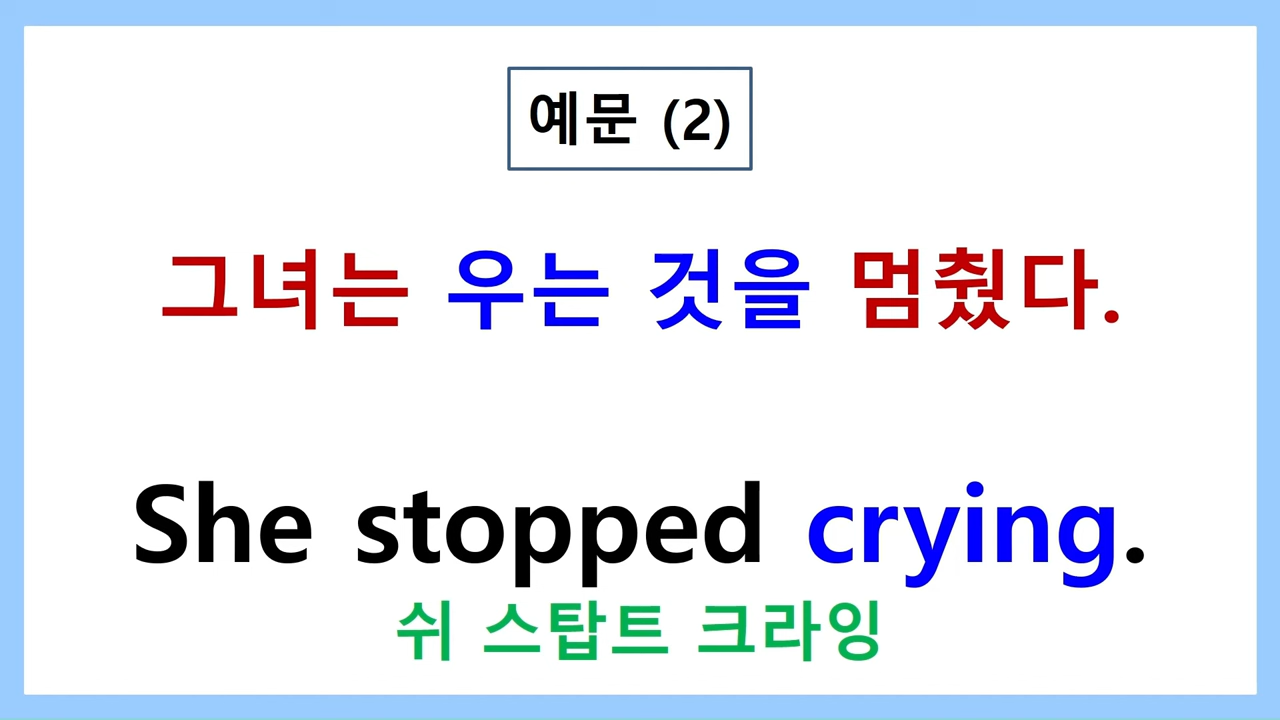 예문 (2)
그녀는 우는 것을 멈췄다.
She stopped crying.
쉬 스탑트 크라잉